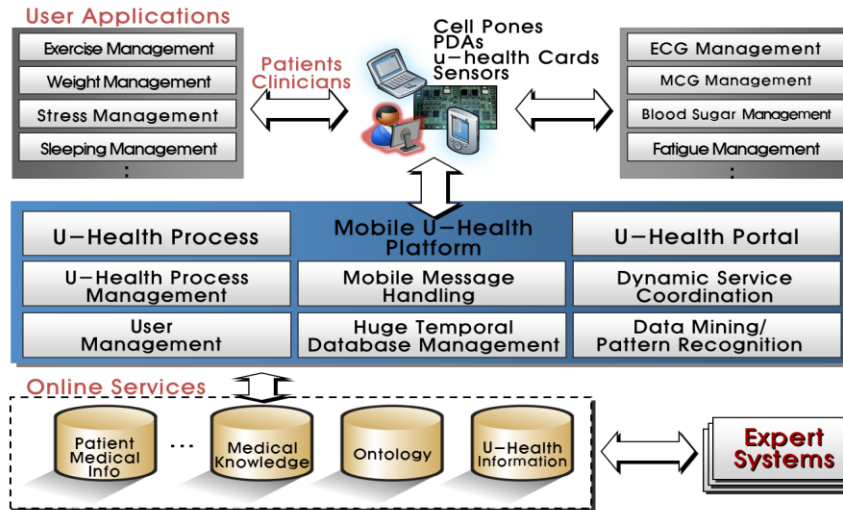 User Applications
Exercise Management
Weight Management
Stress Management
Sleeping Management
:
Patients
Clinicians
Cell Pones
PDAs
u-health Cards
Sensors
ECG Management
MCG Management
Blood Sugar Management
Fatigue Management
:
Mobile U-Health
Platform
U-Health Process
U-Health Portal
U-Health Process
Management
Mobile Message
Handling
Dynamic Service
Coordination
User
Management
Huge Temporal
Database Management
Data Mining/
Pattern Recognition
Online Services
Patient
Medical
Info
...
Medical
Knowledge
Ontology
U-Health
Information
Expert
Systems